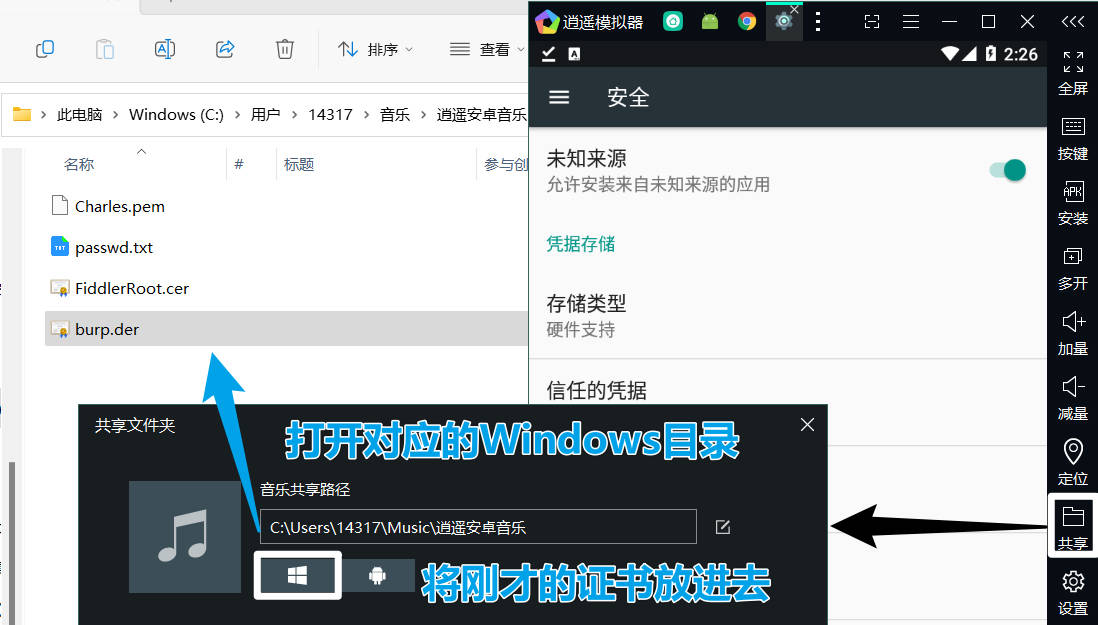 排序
查看
此电脑 > Windows (C:) > 用户 > 14317 > 音乐 > 逍遥安卓音乐
名称
#
标题
参与创
Charles.pem
passwd.txt
FiddlerRoot.cer
burp.der
逍遥模拟器
2:26
安全
未知来源
允许安装来自未知来源的应用
凭据存储
存储类型
硬件支持
信任的凭据
全屏
按键
APK
安装
多开
加量
减量
定位
共享
设置
共享文件夹
打开对应的Windows目录
音乐共享路径
C:\Users\14317\Music\逍遥安卓音乐
将刚才的证书放进去